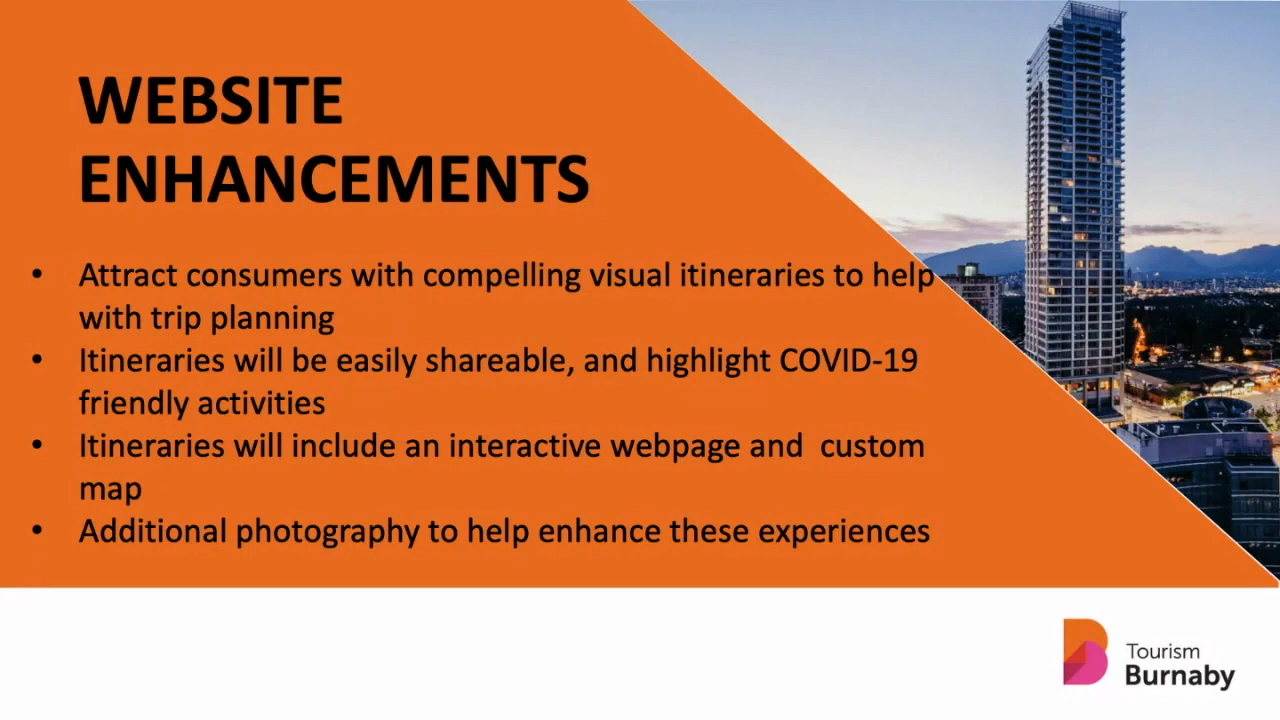 WEBSITE
ENHANCEMENTS
• Attract consumers with compelling visual itineraries to help
with trip planning
• Itineraries will be easily shareable, and highlight COVID-19
friendly activities
• Itineraries will include an interactive webpage and  custom
map
• Additional photography to help enhance these experiences
Tourism
Burnaby